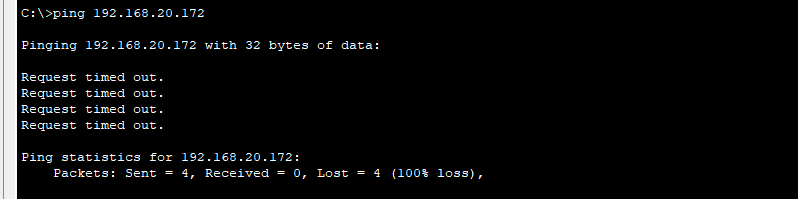 C:\>ping 192.168.20.172
Pinging 192.168.20.172 with 32 bytes of data:
Request timed out.
Request timed out.
Request timed out.
Request timed out.
Ping statistics for 192.168.20.172:
    Packets: Sent = 4, Received = 0, Lost = 4 (100% loss),